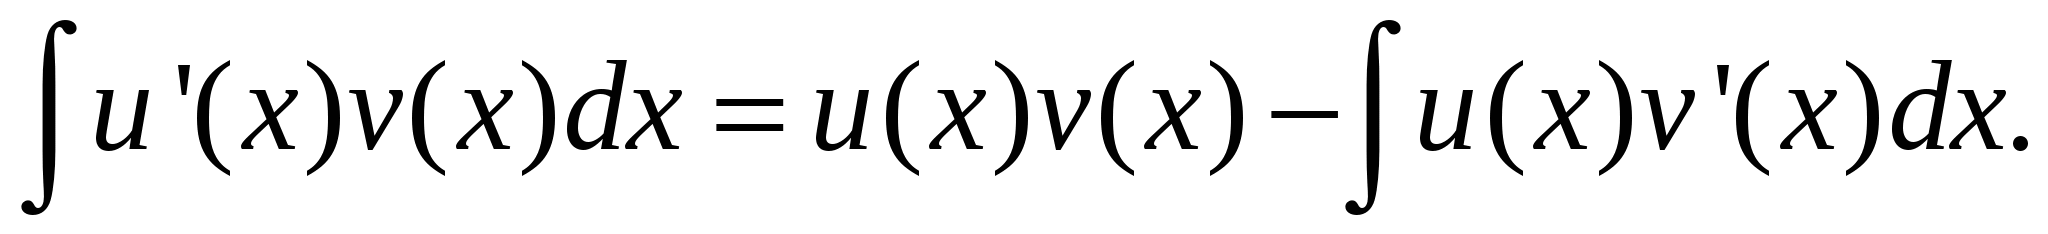 ∫u'(x)v(x)dx = u(x)v(x) − ∫u(x)v'(x)dx.